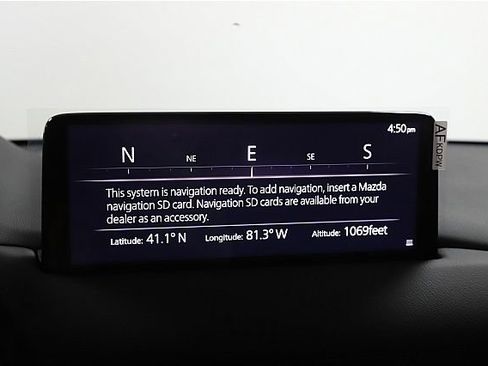 4:50pm
N NE E SE S
This system is navigation ready. To add navigation, insert a Mazda
navigation SD card. Navigation SD cards are available from your
dealer as an accessory.
Latitude: 41.1° N Longitude: 81.3° W Altitude: 1069feet